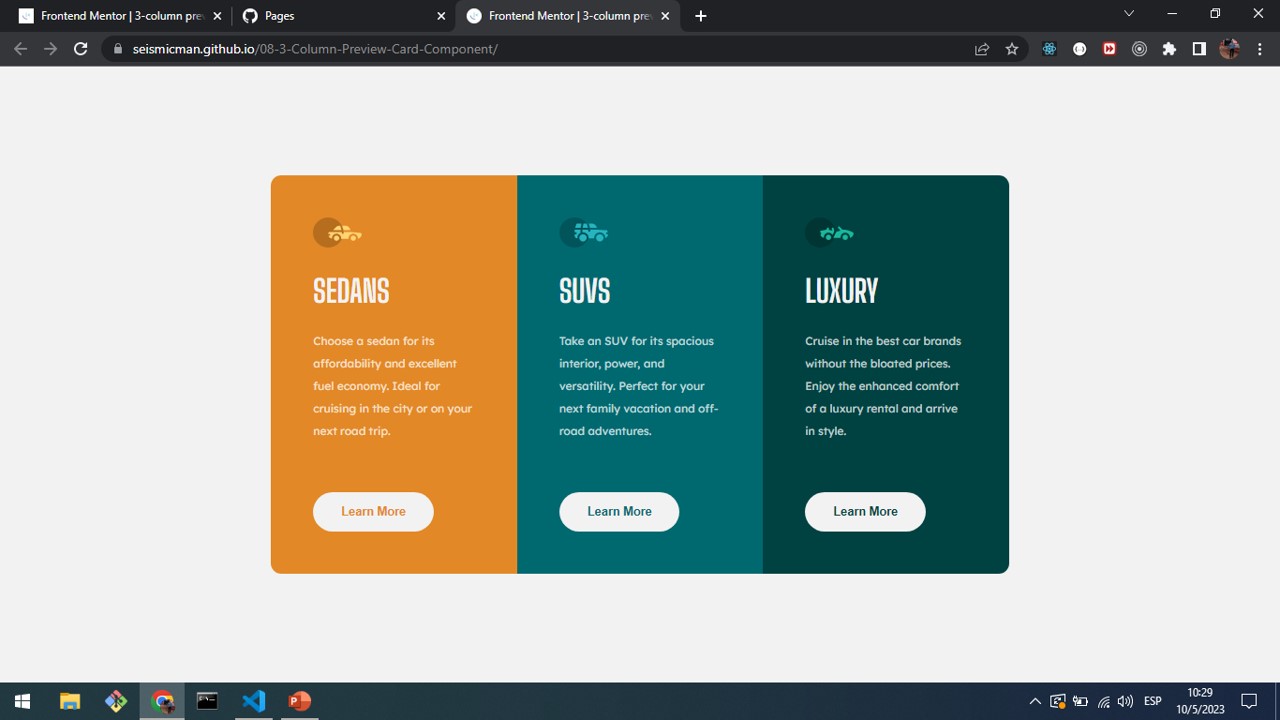 Frontend Mentor | 3-column prev
Pages
Frontend Mentor | 3-column prev
seismicman.github.io/08-3-Column-Preview-Card-Component/
SEDANS
Choose a sedan for its
affordability and excellent
fuel economy. Ideal for
cruising in the city or on your
next road trip.
Learn More
SUVS
Take an SUV for its spacious
interior, power, and
versatility. Perfect for your
next family vacation and off-
road adventures.
Learn More
LUXURY
Cruise in the best car brands
without the bloated prices.
Enjoy the enhanced comfort
of a luxury rental and arrive
in style.
Learn More
ESP
10:29
10/5/2023